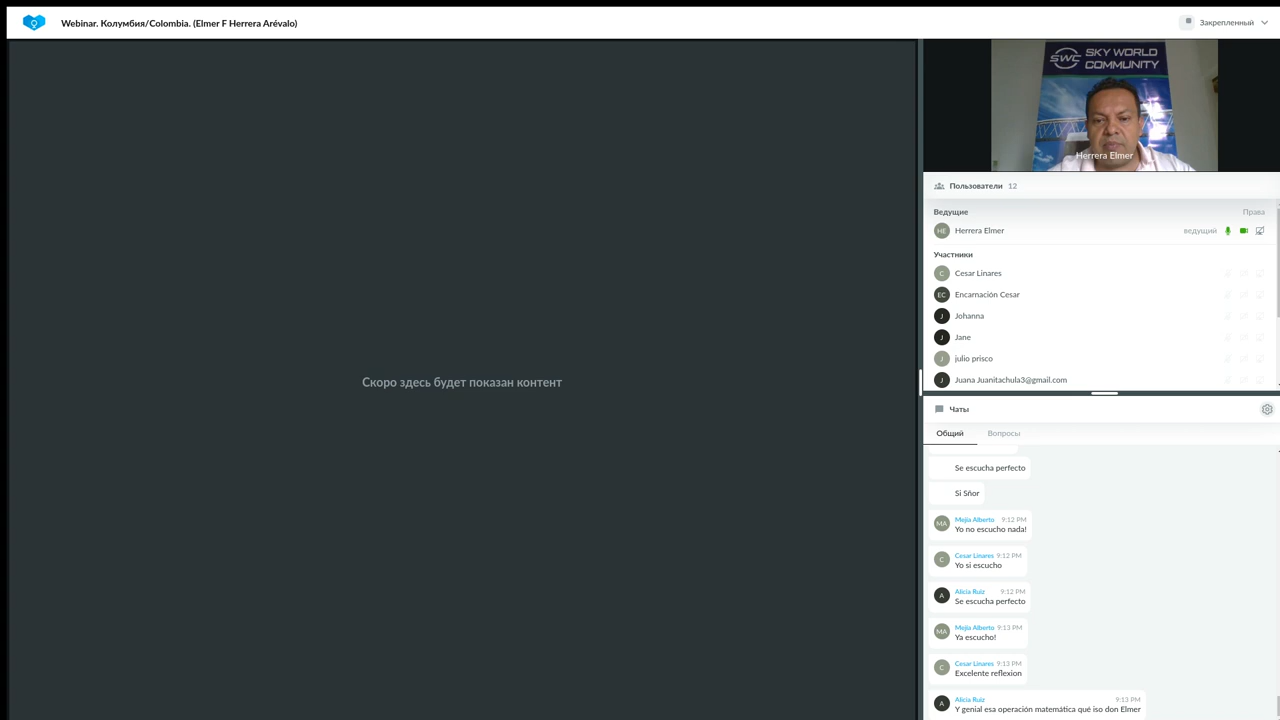 Webinar. Колумбия/Colombia. (Elmer F Herrera Arévalo)
Закрепленный
SWC SKY WORLD
COMMUNITY
Herrera Elmer
Пользователи 12
Ведущие Права
HE Herrera Elmer ведущий
Участники
C Cesar Linares
EC Encarnación Cesar
J Johanna
J Jane
J julio prisco
J Juana Juanitachula3@gmail.com
Скоро здесь будет показан контент
Чаты
Общий Вопросы
Se escucha perfecto
Si Sñor
MA Mejia Alberto 9:12 PM
Yo no escucho nada!
C Cesar Linares 9:12 PM
Yo si escucho
A Alicia Ruiz 9:12 PM
Se escucha perfecto
MA Mejia Alberto 9:13 PM
Ya escucho!
C Cesar Linares 9:13 PM
Excelente reflexion
A Alicia Ruiz 9:13 PM
Y genial esa operación matemática qué iso don Elmer